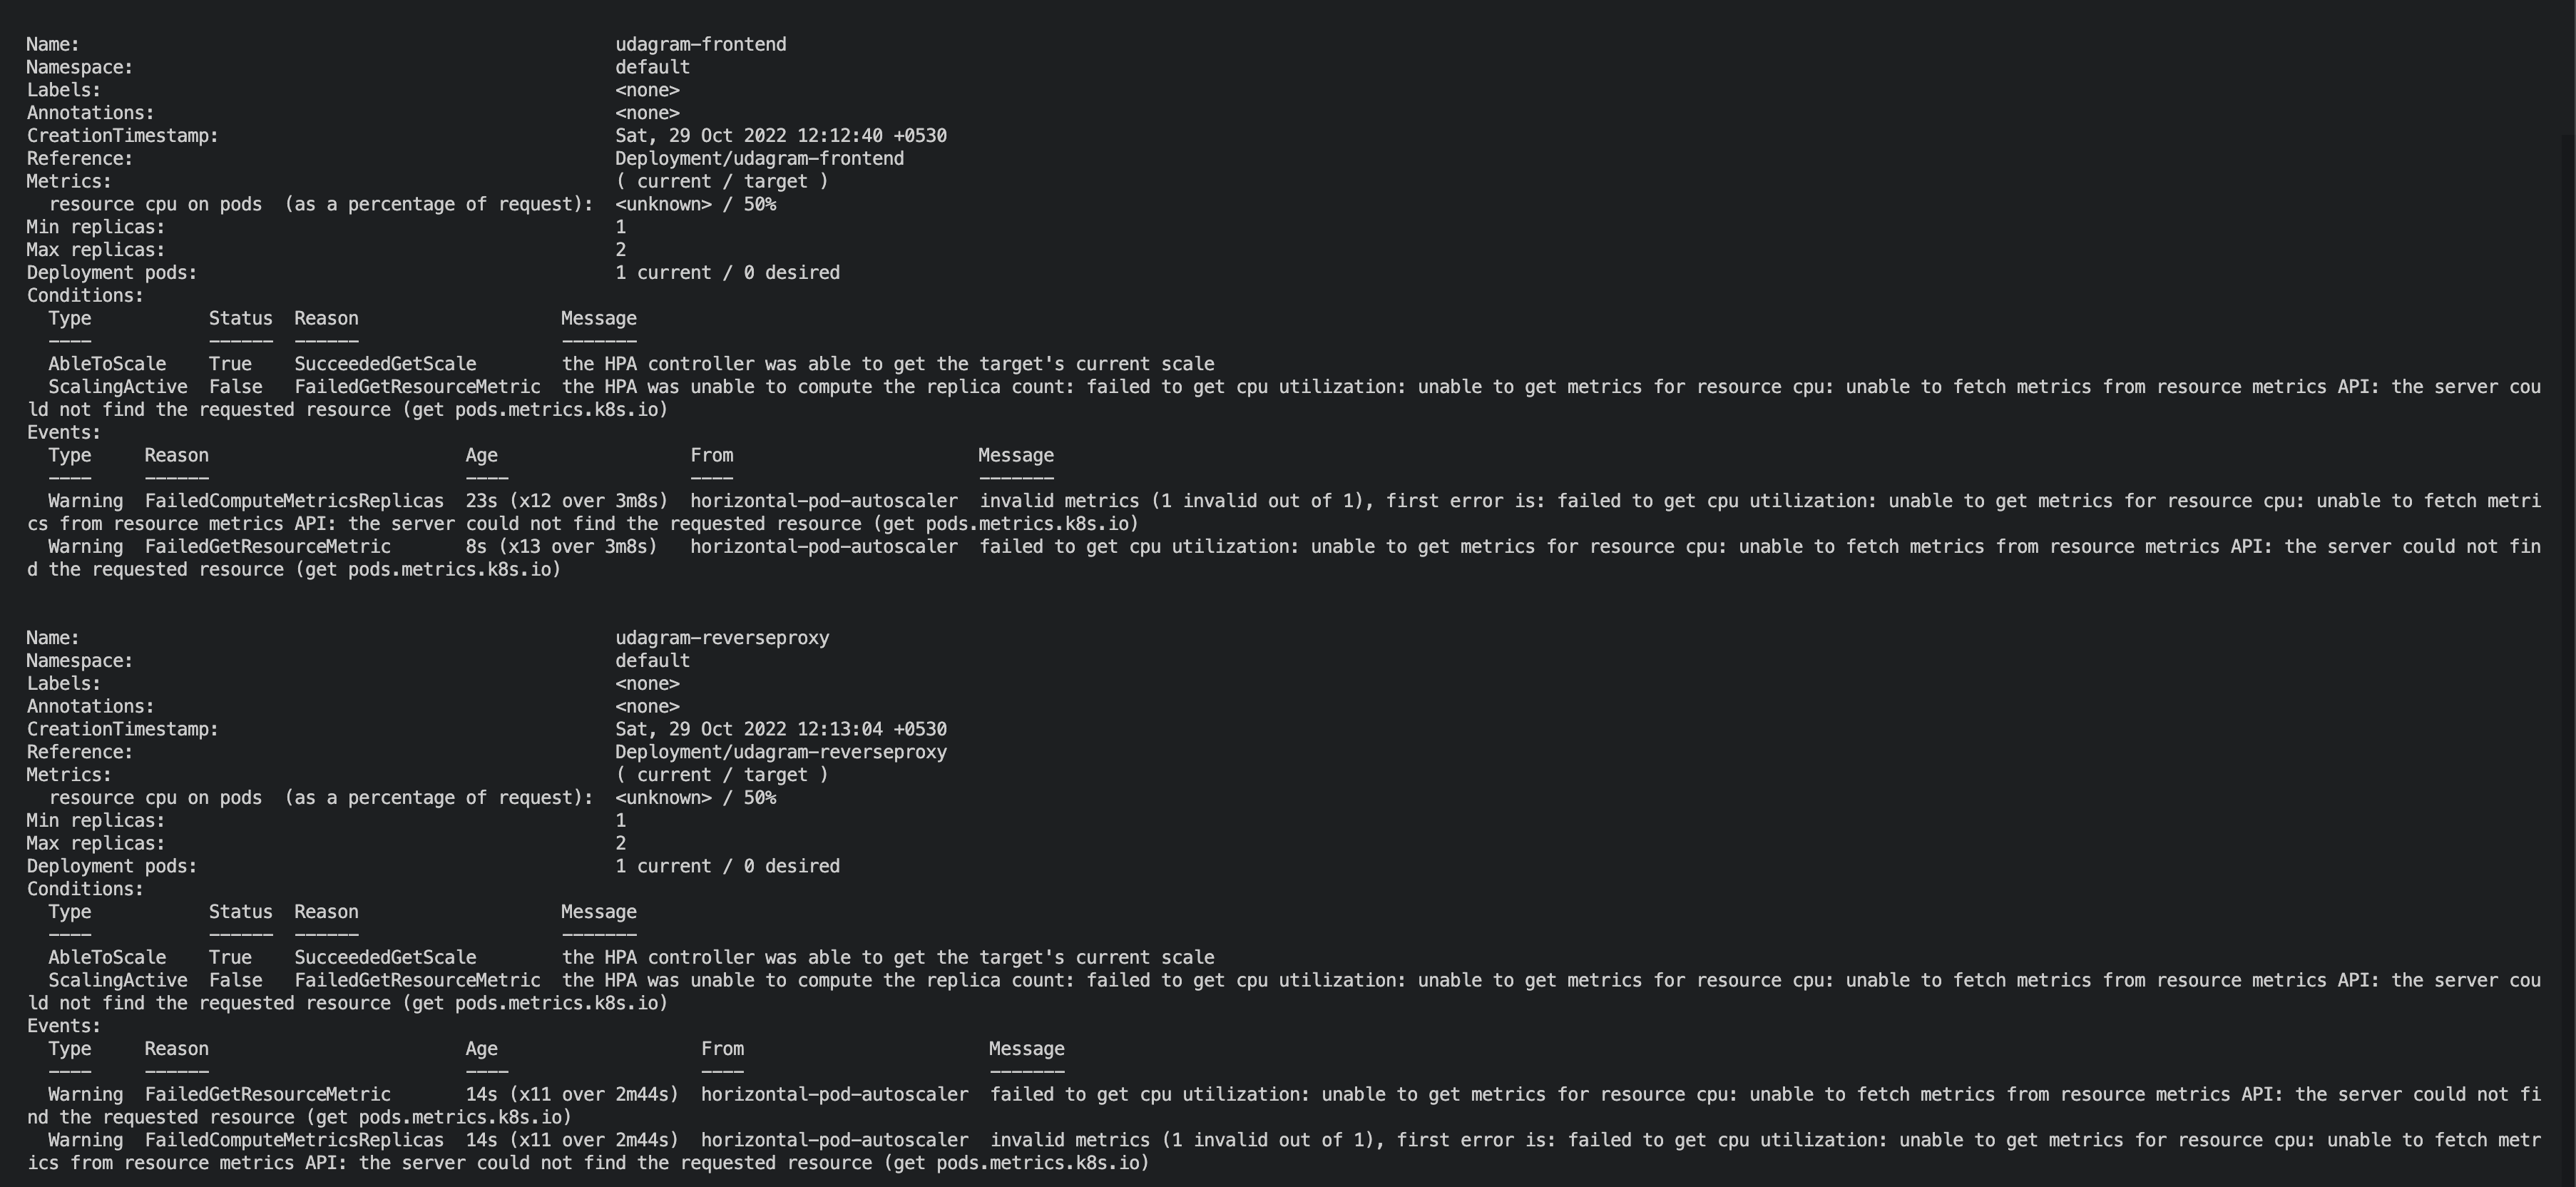 Name:                                                  udagram-frontend
Namespace:                                             default
Labels:                                                <none>
Annotations:                                           <none>
CreationTimestamp:                                     Sat, 29 Oct 2022 12:12:40 +0530
Reference:                                             Deployment/udagram-frontend
Metrics:                                               ( current / target )
  resource cpu on pods  (as a percentage of request):  <unknown> / 50%
Min replicas:                                          1
Max replicas:                                          2
Deployment pods:                                       1 current / 0 desired
Conditions:
  Type           Status  Reason                   Message
  ----           ------  ------                   -------
  AbleToScale    True    SucceededGetScale        the HPA controller was able to get the target's current scale
  ScalingActive  False   FailedGetResourceMetric  the HPA was unable to compute the replica count: failed to get cpu utilization: unable to get metrics for resource cpu: unable to fetch metrics from resource metrics API: the server cou
ld not find the requested resource (get pods.metrics.k8s.io)
Events:
  Type     Reason                        Age                  From                       Message
  ----     ------                        ----                 ----                       -------
  Warning  FailedComputeMetricsReplicas  23s (x12 over 3m8s)  horizontal-pod-autoscaler  invalid metrics (1 invalid out of 1), first error is: failed to get cpu utilization: unable to get metrics for resource cpu: unable to fetch metri
cs from resource metrics API: the server could not find the requested resource (get pods.metrics.k8s.io)
  Warning  FailedGetResourceMetric       8s (x13 over 3m8s)   horizontal-pod-autoscaler  failed to get cpu utilization: unable to get metrics for resource cpu: unable to fetch metrics from resource metrics API: the server could not fin
d the requested resource (get pods.metrics.k8s.io)
Name:                                                  udagram-reverseproxy
Namespace:                                             default
Labels:                                                <none>
Annotations:                                           <none>
CreationTimestamp:                                     Sat, 29 Oct 2022 12:13:04 +0530
Reference:                                             Deployment/udagram-reverseproxy
Metrics:                                               ( current / target )
  resource cpu on pods  (as a percentage of request):  <unknown> / 50%
Min replicas:                                          1
Max replicas:                                          2
Deployment pods:                                       1 current / 0 desired
Conditions:
  Type           Status  Reason                   Message
  ----           ------  ------                   -------
  AbleToScale    True    SucceededGetScale        the HPA controller was able to get the target's current scale
  ScalingActive  False   FailedGetResourceMetric  the HPA was unable to compute the replica count: failed to get cpu utilization: unable to get metrics for resource cpu: unable to fetch metrics from resource metrics API: the server cou
ld not find the requested resource (get pods.metrics.k8s.io)
Events:
  Type     Reason                        Age                   From                       Message
  ----     ------                        ----                  ----                       -------
  Warning  FailedGetResourceMetric       14s (x11 over 2m44s)  horizontal-pod-autoscaler  failed to get cpu utilization: unable to get metrics for resource cpu: unable to fetch metrics from resource metrics API: the server could not fi
nd the requested resource (get pods.metrics.k8s.io)
  Warning  FailedComputeMetricsReplicas  14s (x11 over 2m44s)  horizontal-pod-autoscaler  invalid metrics (1 invalid out of 1), first error is: failed to get cpu utilization: unable to get metrics for resource cpu: unable to fetch metr
ics from resource metrics API: the server could not find the requested resource (get pods.metrics.k8s.io)